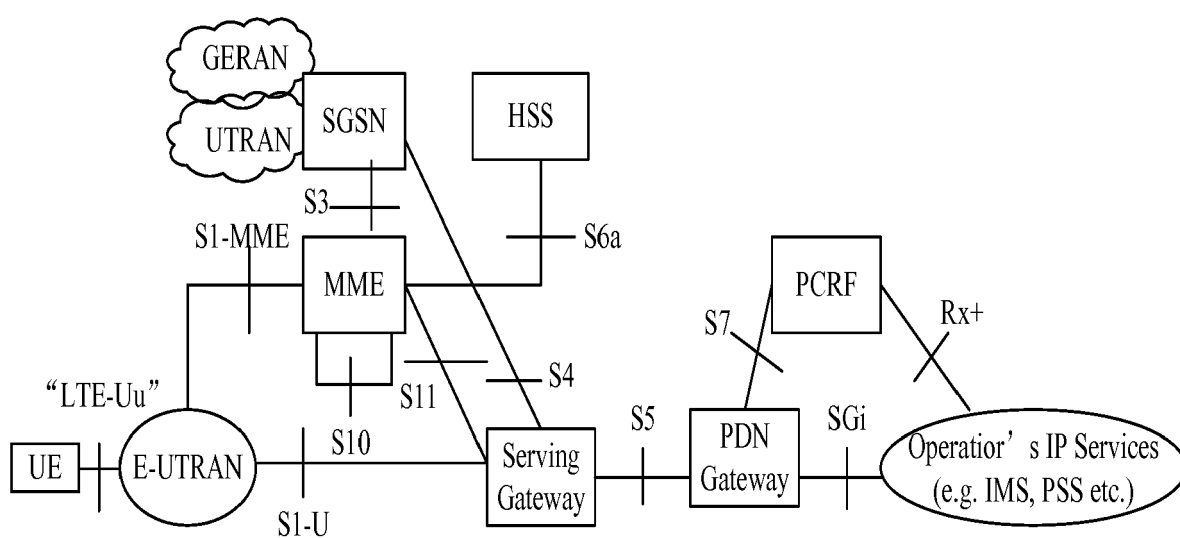 GERAN
SGSN
HSS
UTRAN
S3
S1-MME
S6a
MME
PCRF
S7
Rx+
“LTE-Uu”
S11
S4
S10
S5
SGi
UE
E-UTRAN
Serving
Gateway
PDN
Gateway
Operatior’s IP Services
(e.g. IMS, PSS etc.)
S1-U